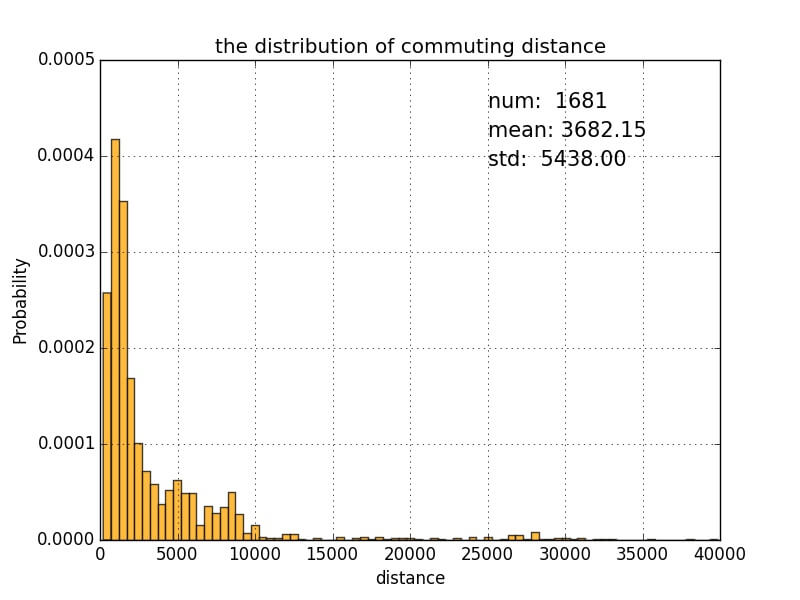 the distribution of commuting distance
0.0005
0.0004
0.0003
0.0002
0.0001
0.0000
Probability
num:  1681
mean: 3682.15
std:  5438.00
0 5000 10000 15000 20000 25000 30000 35000 40000
distance